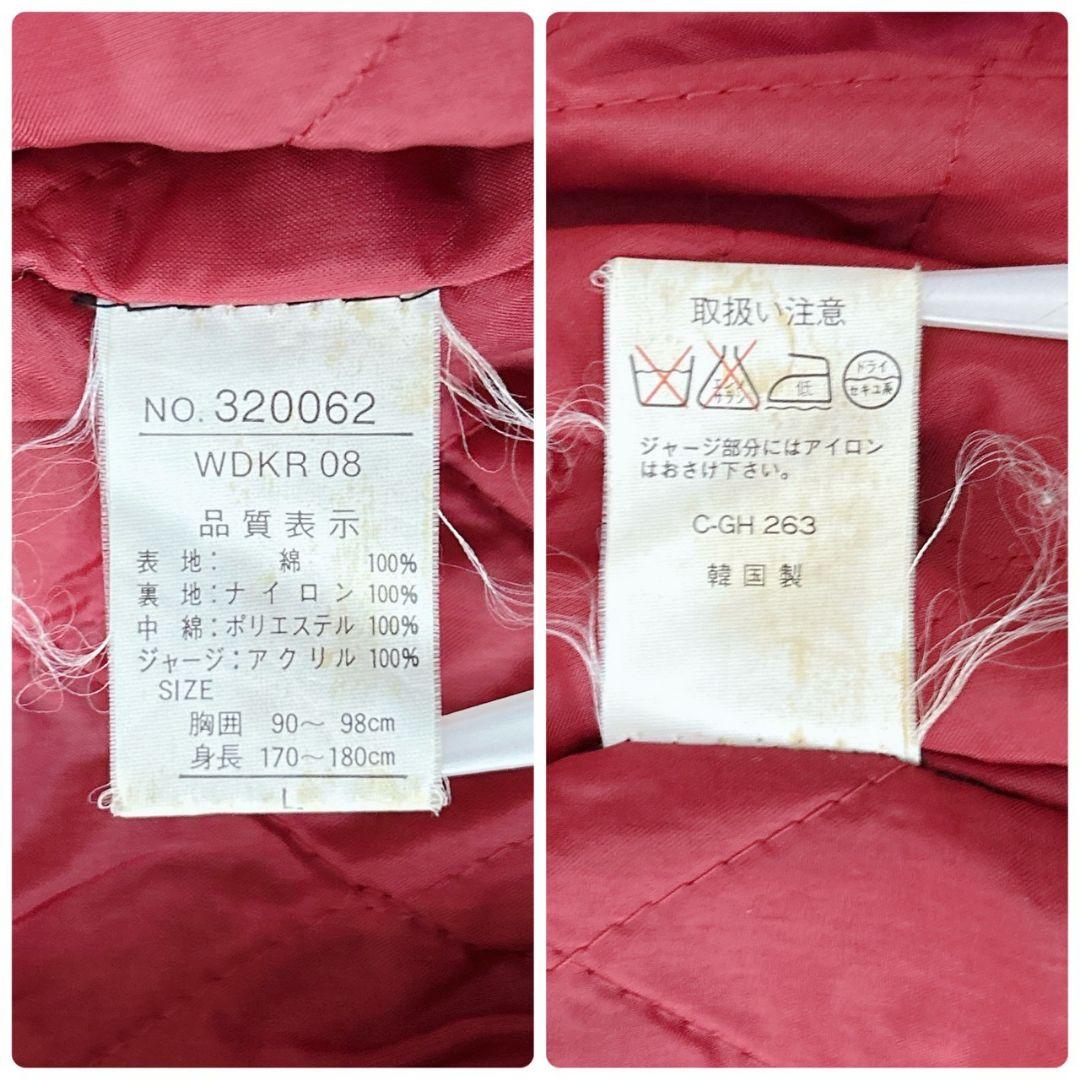 NO. 320062
WDKR 08
品質表示
表地: 綿 100%
裏地:ナイロン 100%
中綿:ポリエステル 100%
ジャージ:アクリル 100%
SIZE
胸囲 90〜 98cm
身長 170〜180cm
L
取扱い注意
エンソ
サラシ
低
ドライ
セキユ系
ジャージ部分にはアイロン
はおさけ下さい。
C-GH 263
韓国製